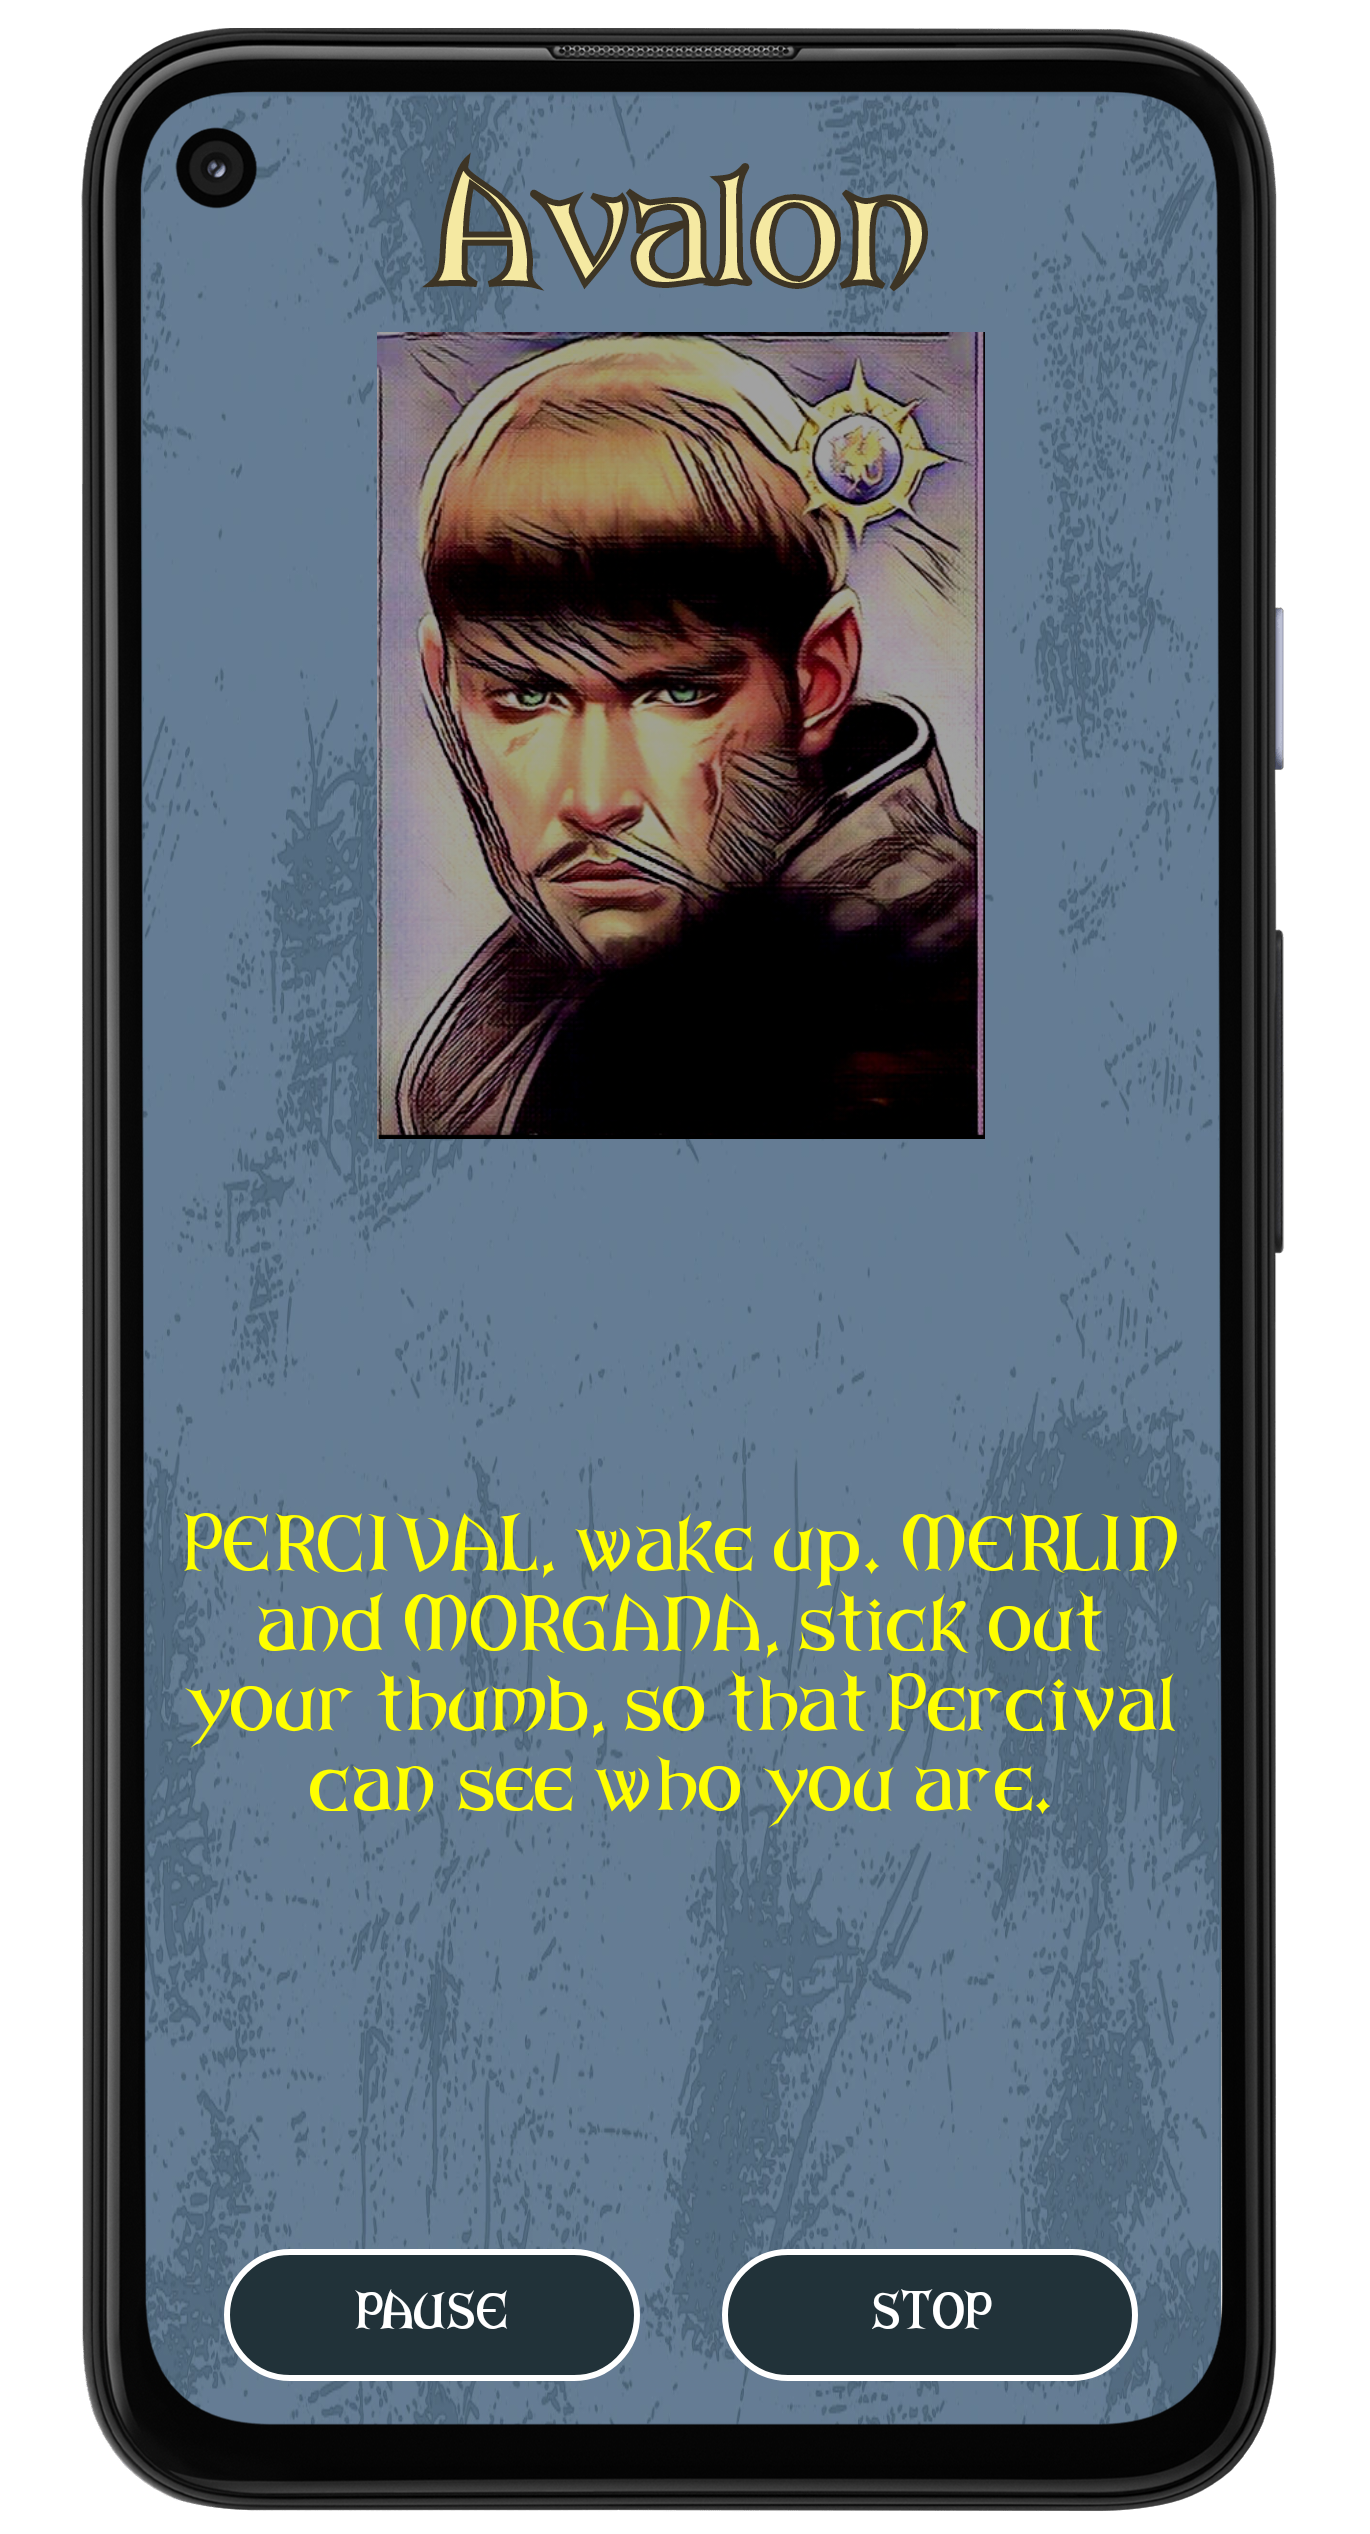 Avalon
PERCIVAL, wake up. MERLIN
and MORGANA, stick out
your thumb, so that Percival
can see who you are.
PAUSE STOP